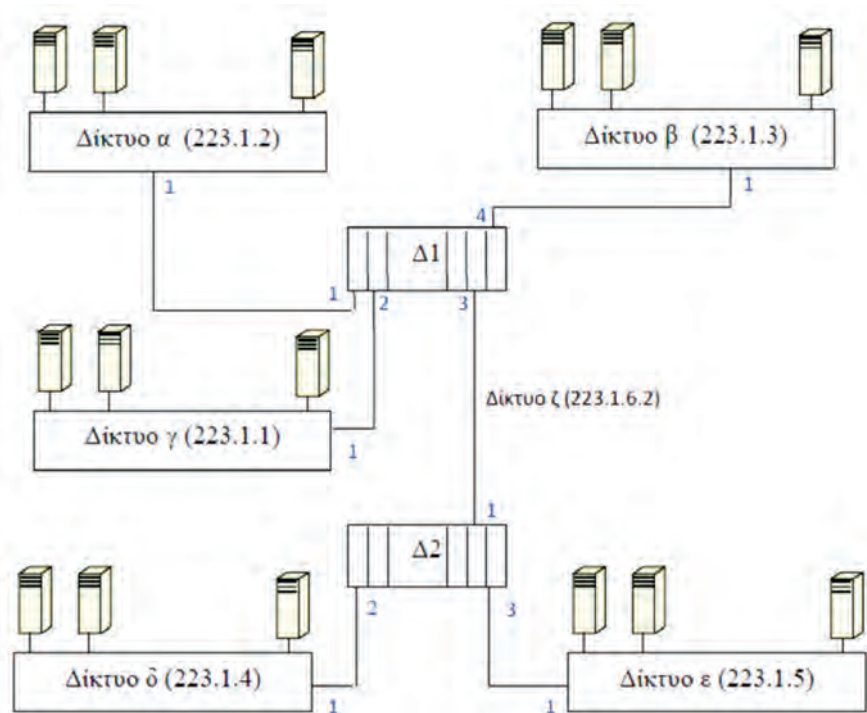 Δίκτυο α (223.1.2)
Δίκτυο β (223.1.3)
1
1
4
Δ1
1
2
3
Δίκτυο ζ (223.1.6.2)
Δίκτυο γ (223.1.1)
1
1
Δ2
2
3
Δίκτυο δ (223.1.4)
Δίκτυο ε (223.1.5)
1
1